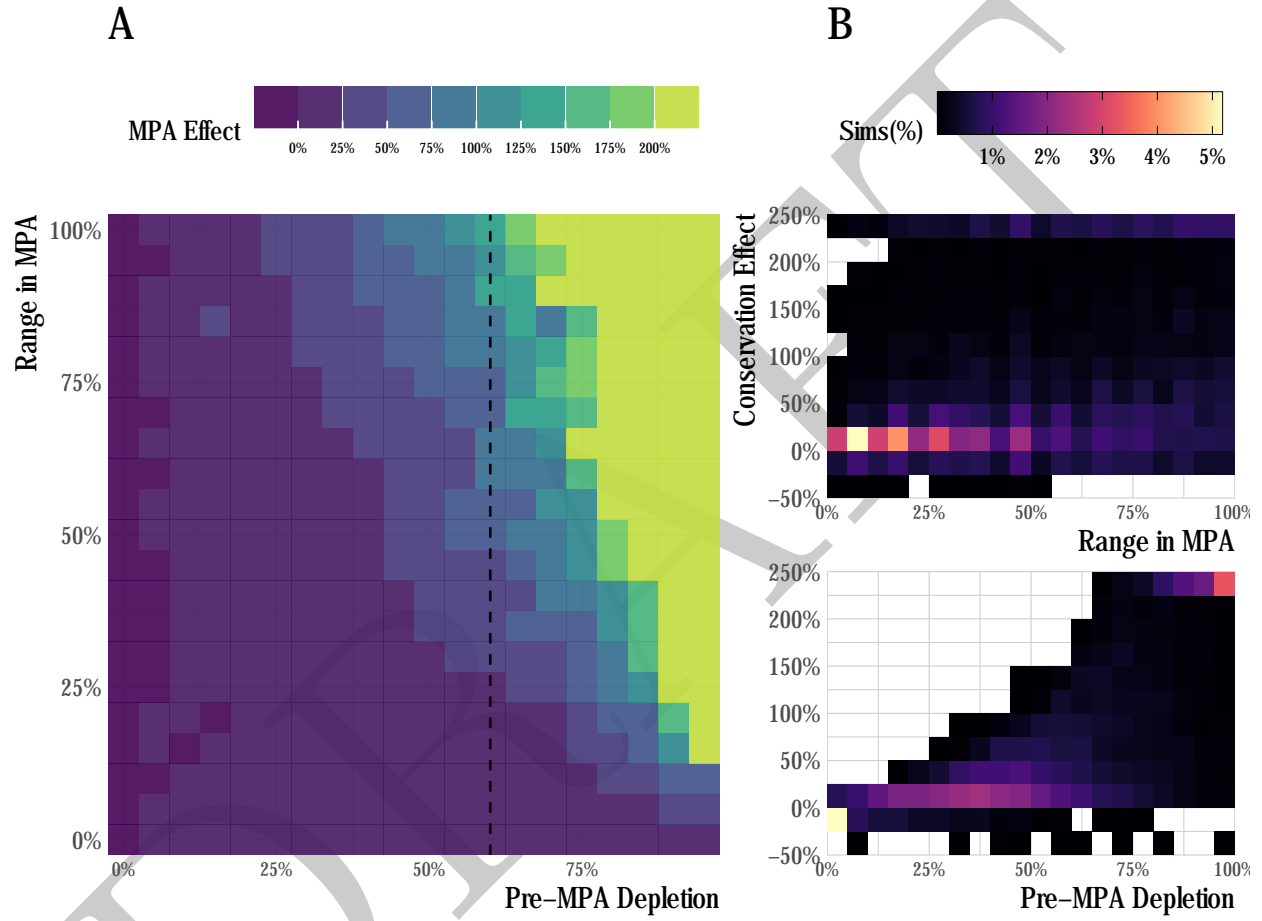 A
B
MPA Effect
0% 25% 50% 75% 100% 125% 150% 175% 200%
Sims(%)
1% 2% 3% 4% 5%
Range in MPA
100%
75%
50%
25%
0%
0% 25% 50% 75%
Pre−MPA Depletion
Conservation Effect
250%
200%
150%
100%
50%
0%
−50%
0% 25% 50% 75% 100%
Range in MPA
250%
200%
150%
100%
50%
0%
−50%
0% 25% 50% 75% 100%
Pre−MPA Depletion
DRAFT